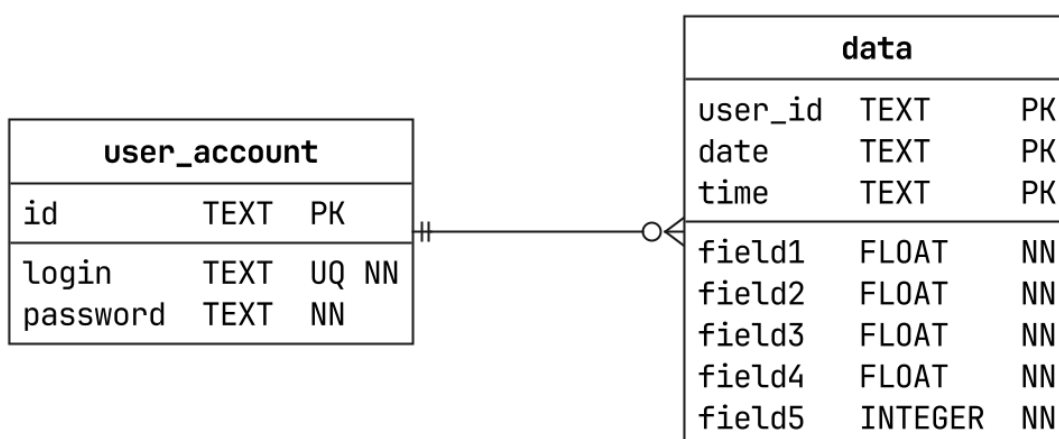 user_account
id TEXT PK
login TEXT UQ NN
password TEXT NN
data
user_id TEXT PK
date TEXT PK
time TEXT PK
field1 FLOAT NN
field2 FLOAT NN
field3 FLOAT NN
field4 FLOAT NN
field5 INTEGER NN